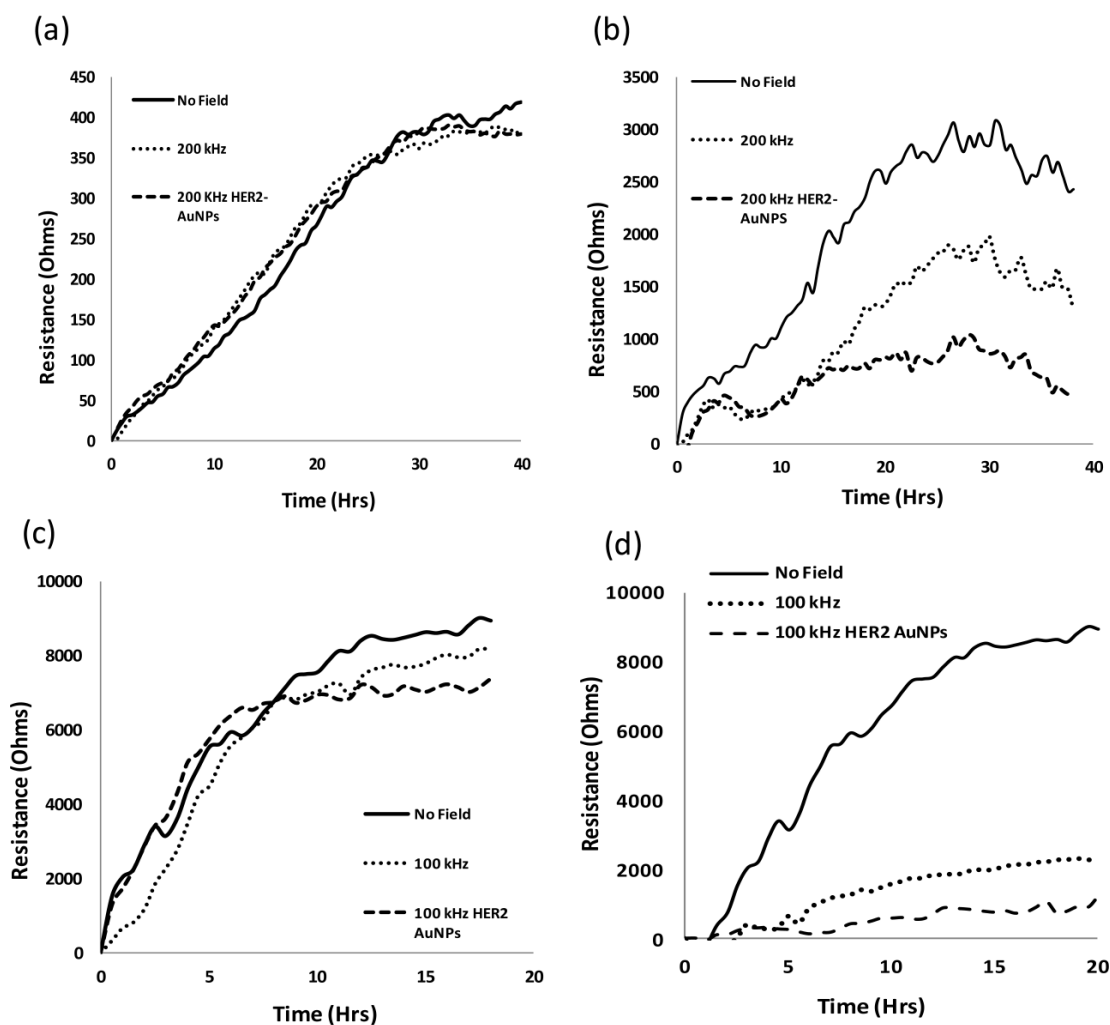 (a)
450
400
350
300
250
200
150
100
50
0
0
10
20
30
40
Resistance (Ohms)
Time (Hrs)
No Field
200 kHz
200 KHz HER2-
AuNPs
(b)
3500
3000
2500
2000
1500
1000
500
0
0
10
20
30
40
Resistance (Ohms)
Time (Hrs)
No Field
200 kHz
200 kHz HER2-
AuNPS
(c)
10000
8000
6000
4000
2000
0
0
5
10
15
20
Resistance (Ohms)
Time (Hrs)
No Field
100 kHz
100 kHz HER2
AuNPs
(d)
No Field
100 kHz
100 kHz HER2 AuNPs
10000
8000
6000
4000
2000
0
0
5
10
15
20
Resistance (Ohms)
Time (Hrs)